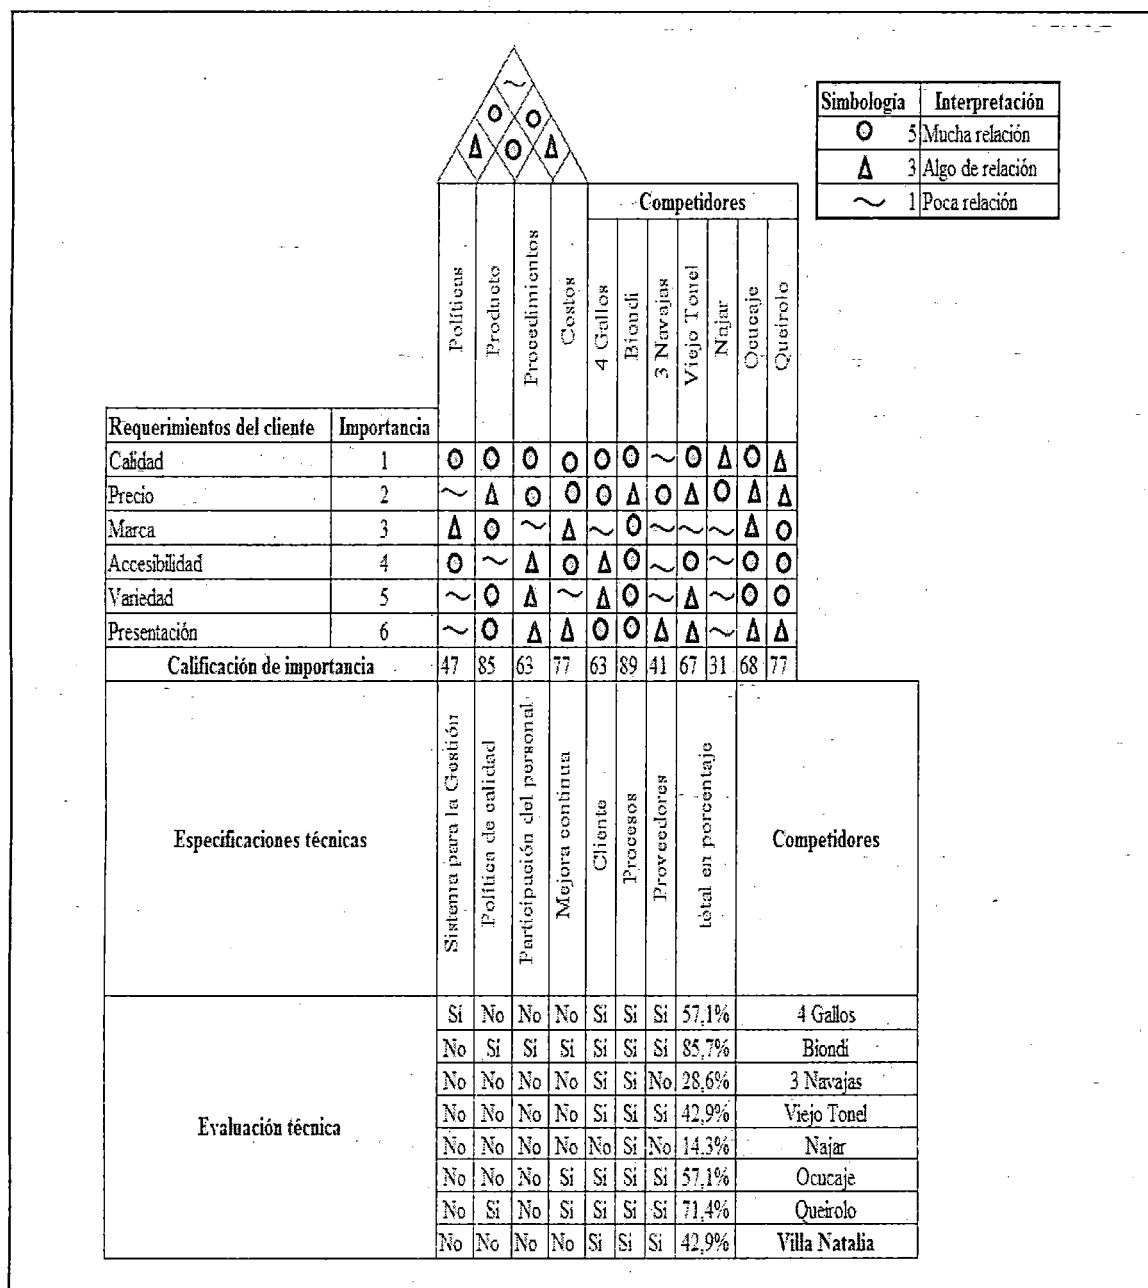 Simbología Interpretación
O 5 Mucha relación
Δ 3 Algo de relación
~ 1 Poca relación
~
O O
Δ O Δ
Competidores
Políticas
Producto
Procedimientos
Costos
4 Gallos
Biondi
3 Navajas
Viejo Tonel
Najar
Ocucaje
Queirolo
Requerimientos del cliente Importancia
Calidad 1 O O O O O O ~ O Δ O Δ
Precio 2 ~ Δ O O O Δ O Δ O Δ Δ
Marca 3 Δ O ~ Δ ~ O ~ ~ ~ Δ O
Accesibilidad 4 O ~ Δ O Δ O ~ O ~ O O
Variedad 5 ~ O Δ ~ Δ O ~ Δ ~ O O
Presentación 6 ~ O Δ Δ O O Δ Δ ~ Δ Δ
Calificación de importancia 47 85 63 77 63 89 41 67 31 68 77
Especificaciones técnicas
Sistema para la Gestión
Política de calidad
Participación del personal
Mejora continua
Cliente
Procesos
Proveedores
total en porcentaje
Competidores
Evaluación técnica
Si No No No Si Si Si 57,1% 4 Gallos
No Si Si Si Si Si Si 85,7% Biondi
No No No No Si Si No 28,6% 3 Navajas
No No No No Si Si Si 42,9% Viejo Tonel
No No No No No Si No 14.3% Najar
No No No Si Si Si Si 57,1% Ocucaje
No Si No Si Si Si Si 71,4% Queirolo
No No No No Si Si Si 42,9% Villa Natalia